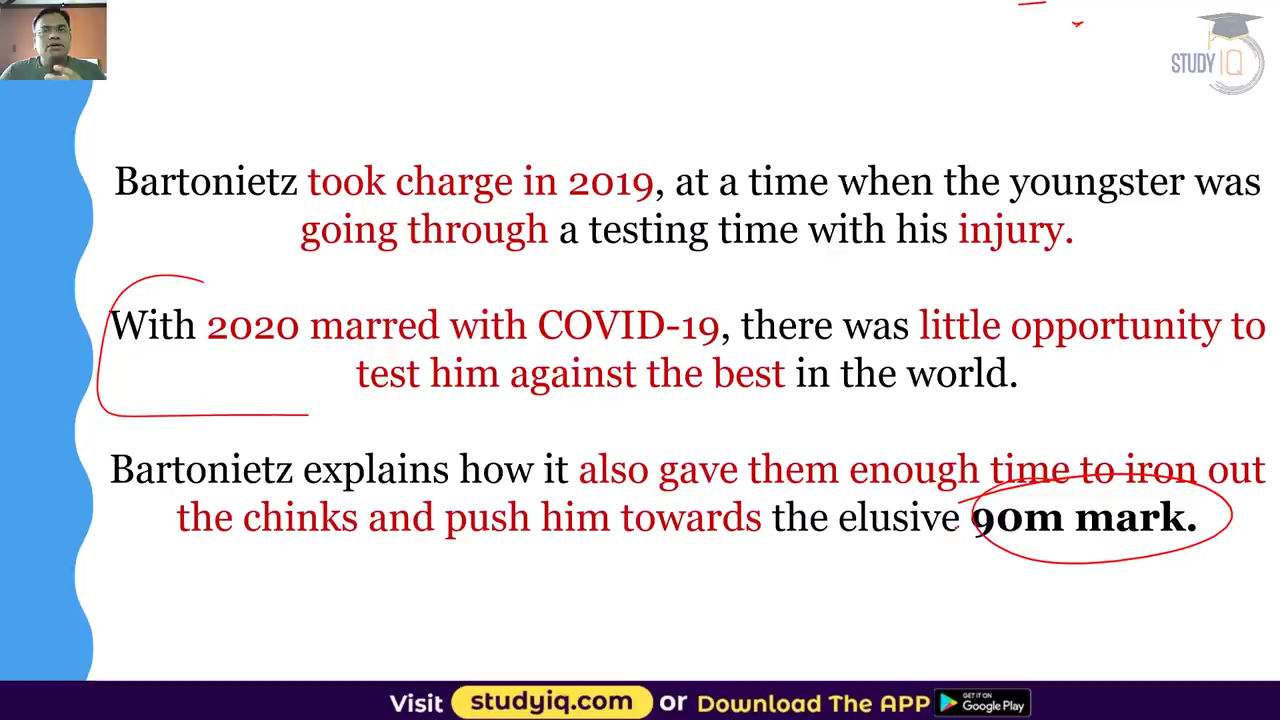 STUDY IQ
Bartonietz took charge in 2019, at a time when the youngster was
going through a testing time with his injury.
With 2020 marred with COVID-19, there was little opportunity to
test him against the best in the world.
Bartonietz explains how it also gave them enough time to iron out
the chinks and push him towards the elusive 90m mark.
Visit studyiq.com or Download The APP GET IT ON Google Play